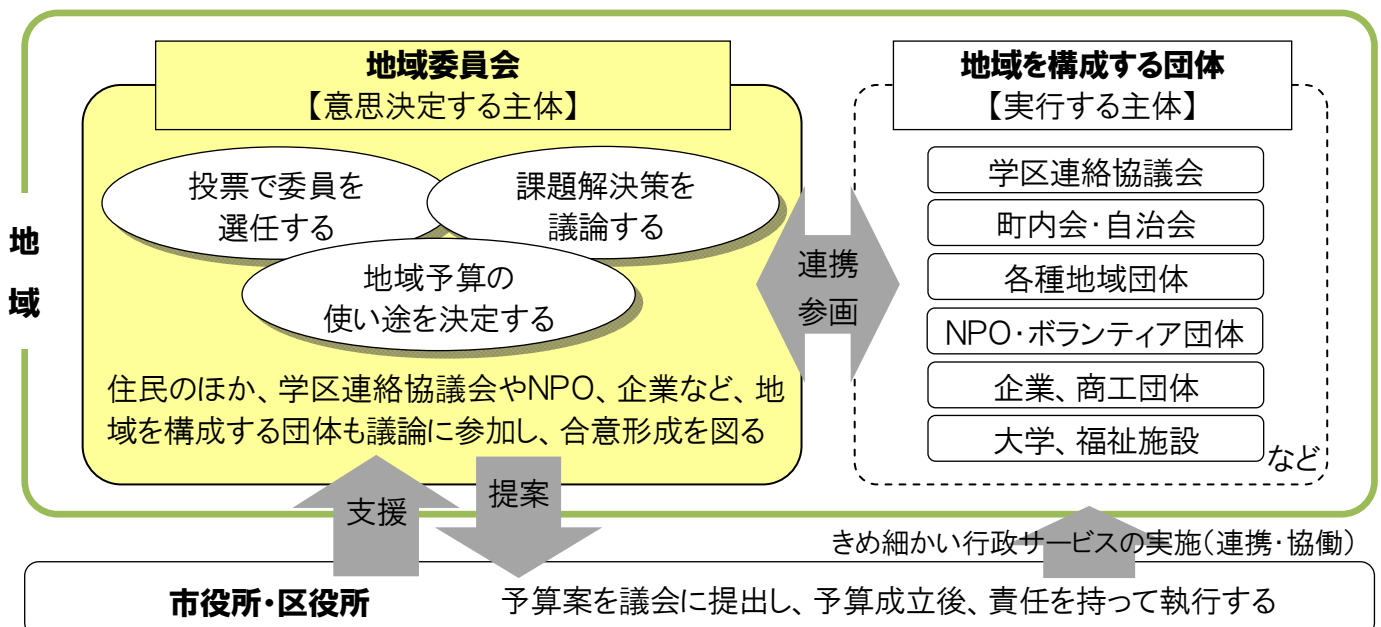 地域委員会
【意思決定する主体】
地域を構成する団体
【実行する主体】
投票で委員を
選任する
課題解決策を
議論する
地域予算の
使い途を決定する
住民のほか、学区連絡協議会やNPO、企業など、地
域を構成する団体も議論に参加し、合意形成を図る
地
域
連携
参画
学区連絡協議会
町内会・自治会
各種地域団体
NPO・ボランティア団体
企業、商工団体
大学、福祉施設
など
支援
提案
きめ細かい行政サービスの実施(連携・協働)
市役所・区役所
予算案を議会に提出し、予算成立後、責任を持って執行する